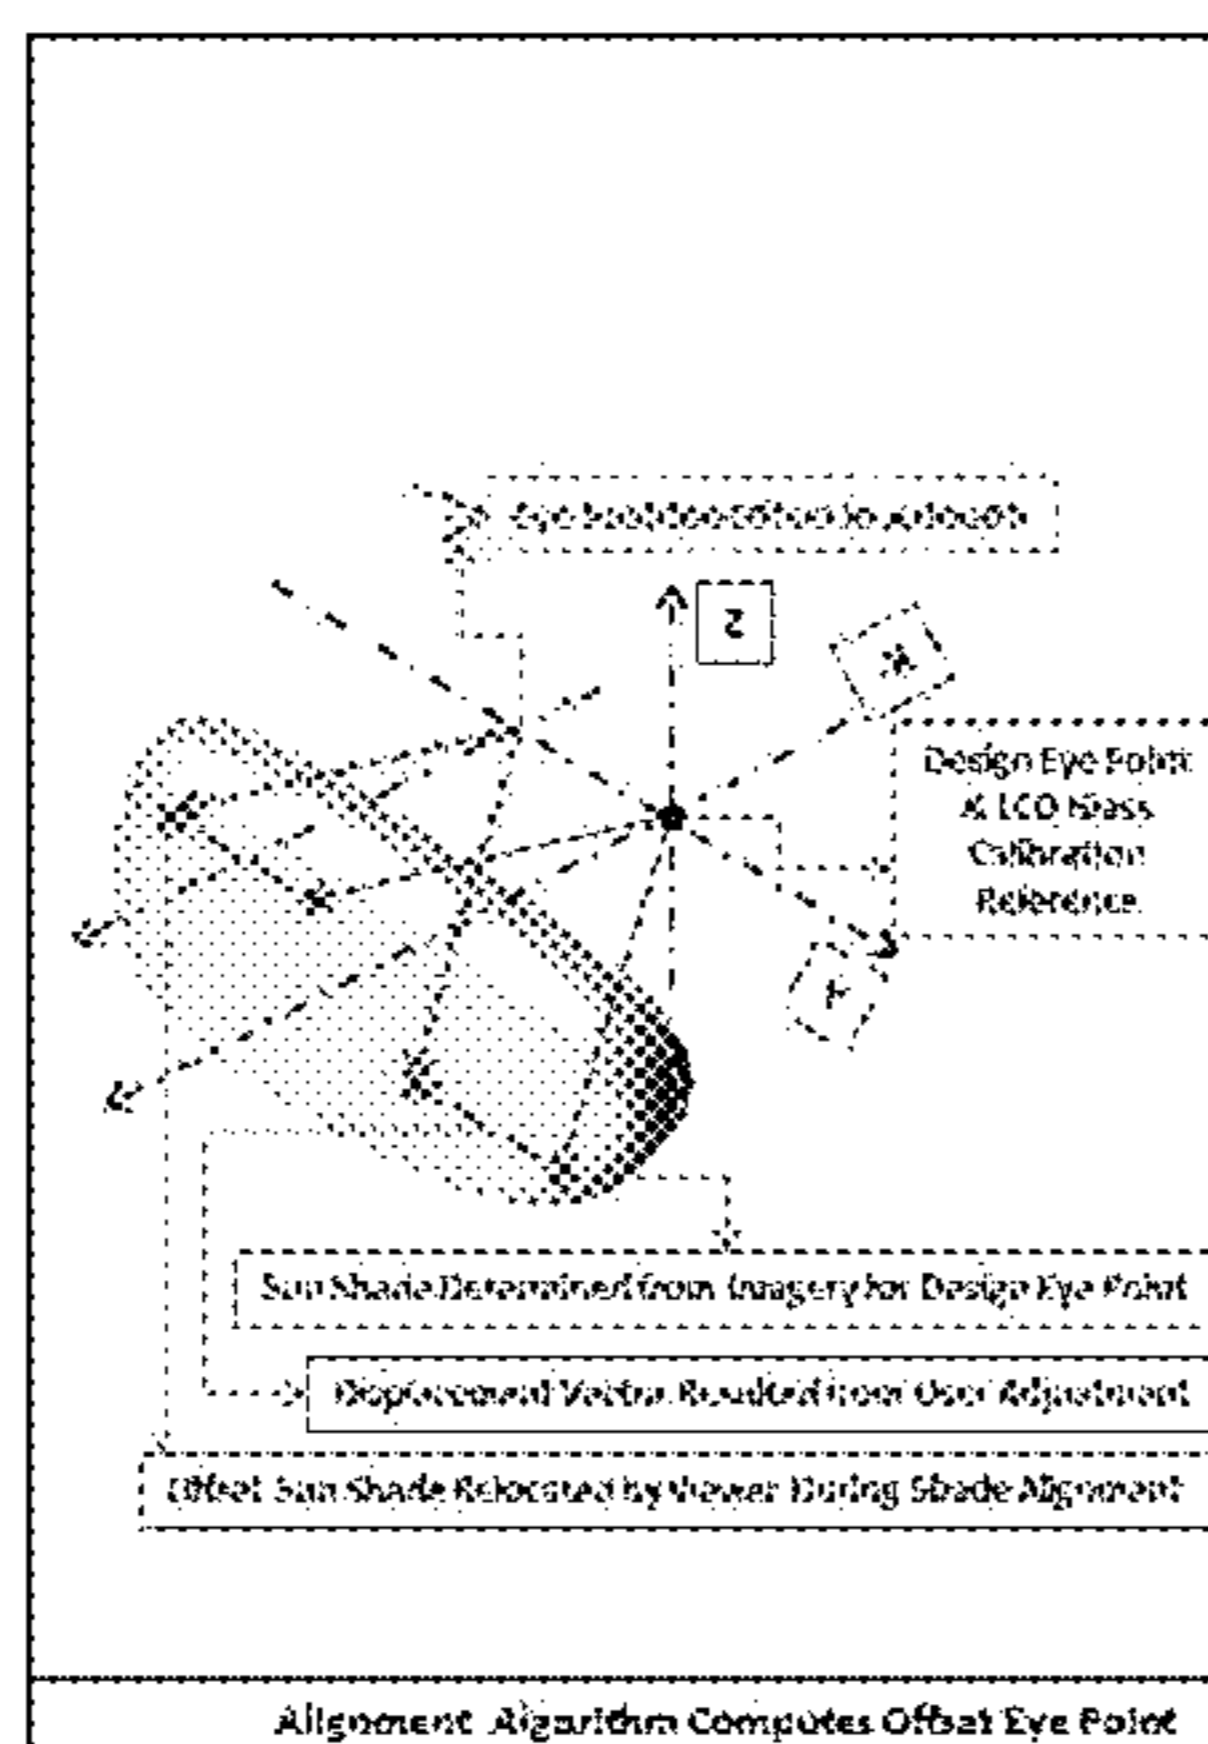 Eye
Z
X
Design Eye Point
& LCD Glass
Calibration
Reference
Y
Sun Shade Determined from Imagery for Design Eye Point
Displacement Vector Resulted from User Adjustment
Offset Sun Shade Relocated by Viewer During Shade Alignment
Alignment Algorithm Computes Offset Eye Point